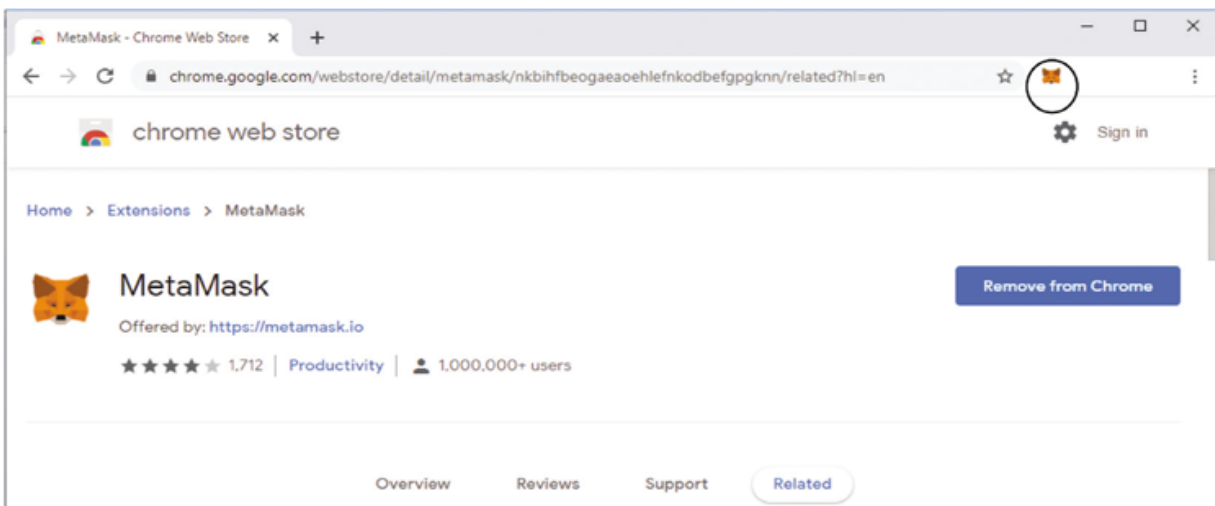 MetaMask - Chrome Web Store
chrome.google.com/webstore/detail/metamask/nkbihfbeogaeaoehlefnkodbefgpgknn/related?hl=en
chrome web store
Sign in
Home > Extensions > MetaMask
MetaMask
Remove from Chrome
Offered by: https://metamask.io
1,712 | Productivity | 1,000,000+ users
Overview Reviews Support Related